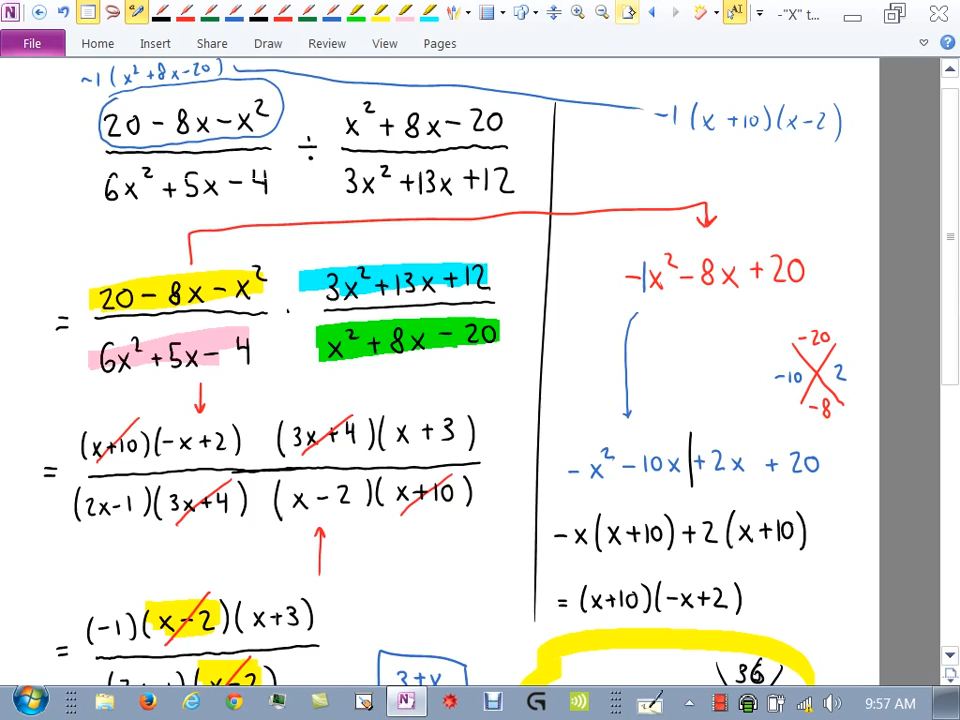 -"X" t...
File Home Insert Share Draw Review View Pages
~1(x²+8x-20)
-1(x+10)(x-2)
20-8x-x² ÷ x²+8x-20
6x²+5x-4 3x²+13x+12
-1x²-8x+20
= 20-8x-x² · 3x²+13x+12
6x²+5x-4 x²+8x-20
-20
-10 2
-8
= (x+10)(-x+2) (3x+4)(x+3)
(2x-1)(3x+4) (x-2)(x+10)
-x²-10x|+2x+20
-x(x+10)+2(x+10)
= (x+10)(-x+2)
= (-1)(x-2)(x+3)
(x-2)
3+x
(36)
9:57 AM